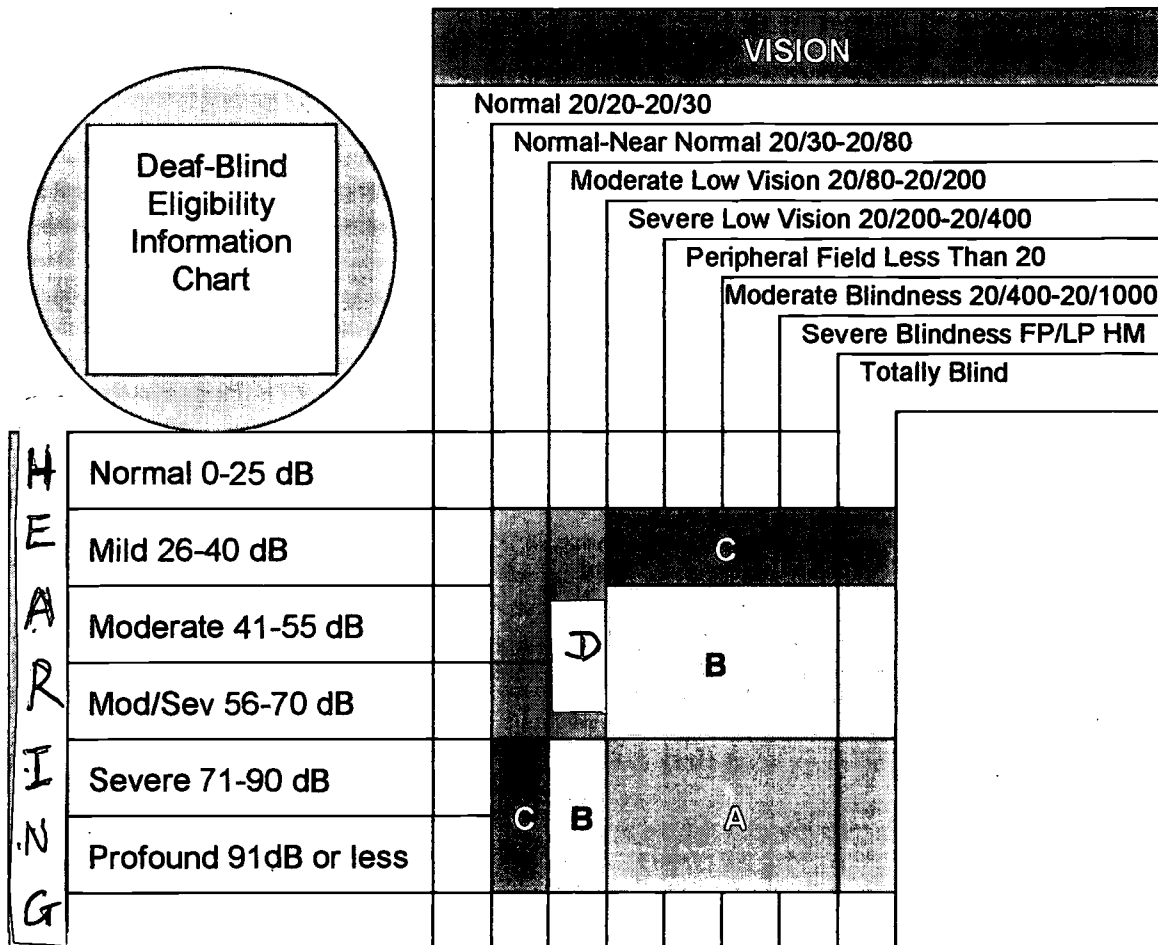 VISION
Normal 20/20-20/30
Normal-Near Normal 20/30-20/80
Moderate Low Vision 20/80-20/200
Severe Low Vision 20/200-20/400
Peripheral Field Less Than 20
Moderate Blindness 20/400-20/1000
Severe Blindness FP/LP HM
Totally Blind
Deaf-Blind
Eligibility
Information
Chart
HEARING
Normal 0-25 dB
Mild 26-40 dB
C
Moderate 41-55 dB
D
B
Mod/Sev 56-70 dB
Severe 71-90 dB
C B A
Profound 91dB or less